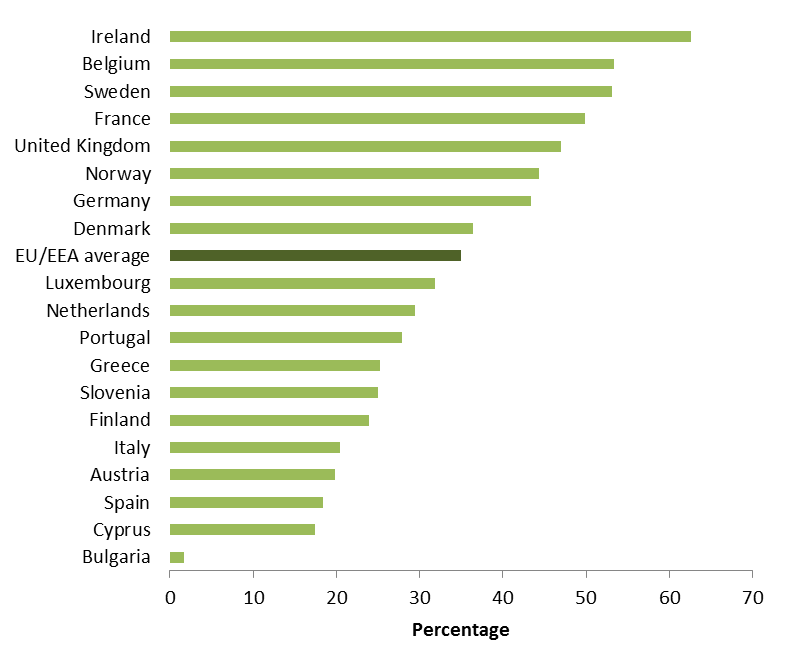 Ireland
Belgium
Sweden
France
United Kingdom
Norway
Germany
Denmark
EU/EEA average
Luxembourg
Netherlands
Portugal
Greece
Slovenia
Finland
Italy
Austria
Spain
Cyprus
Bulgaria
0 10 20 30 40 50 60 70
Percentage